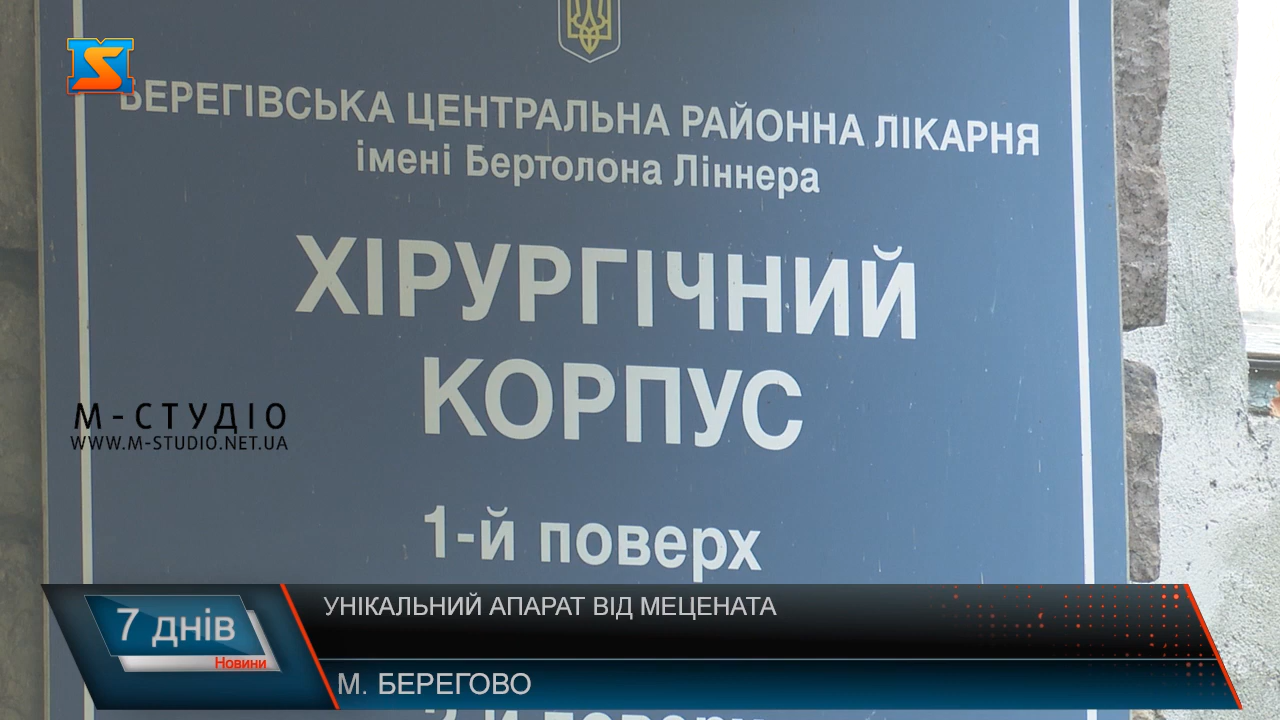 БЕРЕГІВСЬКА ЦЕНТРАЛЬНА РАЙОННА ЛІКАРНЯ
імені Бертолона Ліннера
ХІРУРГІЧНИЙ
КОРПУС
М-СТУДІО
WWW.M-STUDIO.NET.UA
1-й поверх
УНІКАЛЬНИЙ АПАРАТ ВІД МЕЦЕНАТА
7 днів
Новини
М. БЕРЕГОВО